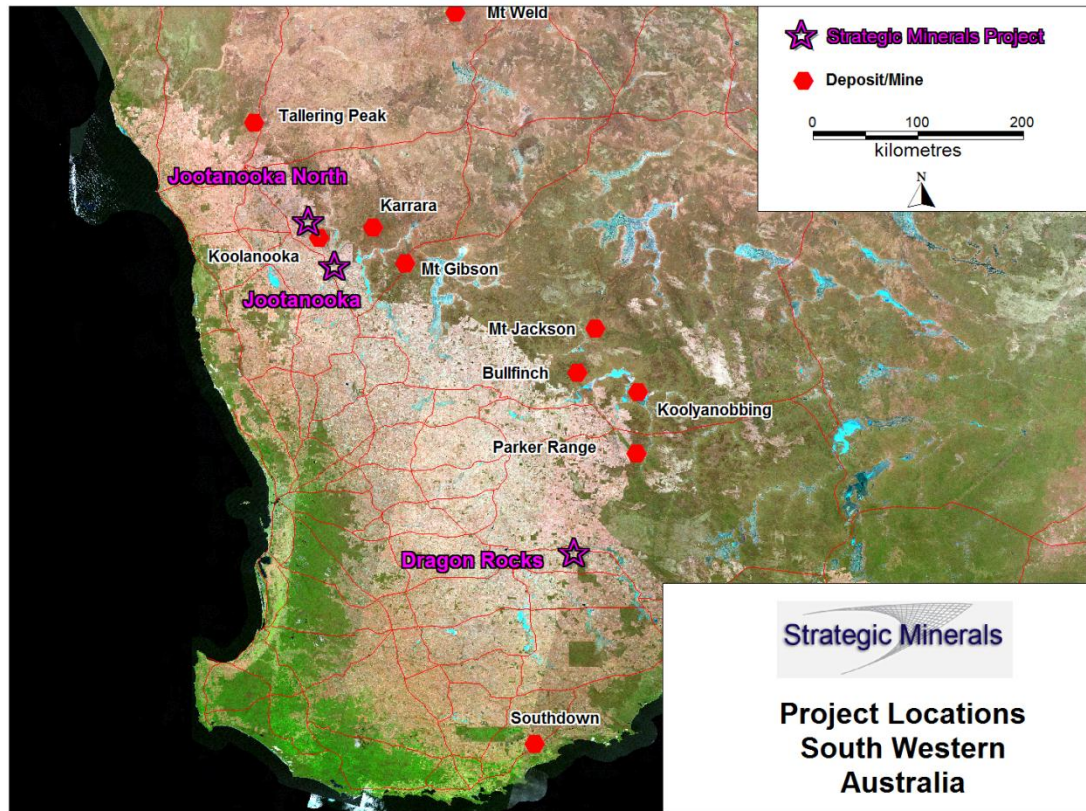 Mt Weld
Tallering Peak
Jootanooka North
Karrara
Koolanooka
Mt Gibson
Jootanooka
Mt Jackson
Bullfinch
Koolyanobbing
Parker Range
Dragon Rocks
Southdown
Strategic Minerals Project
Deposit/Mine
0 100 200
kilometres
N
Strategic Minerals
Project Locations
South Western
Australia